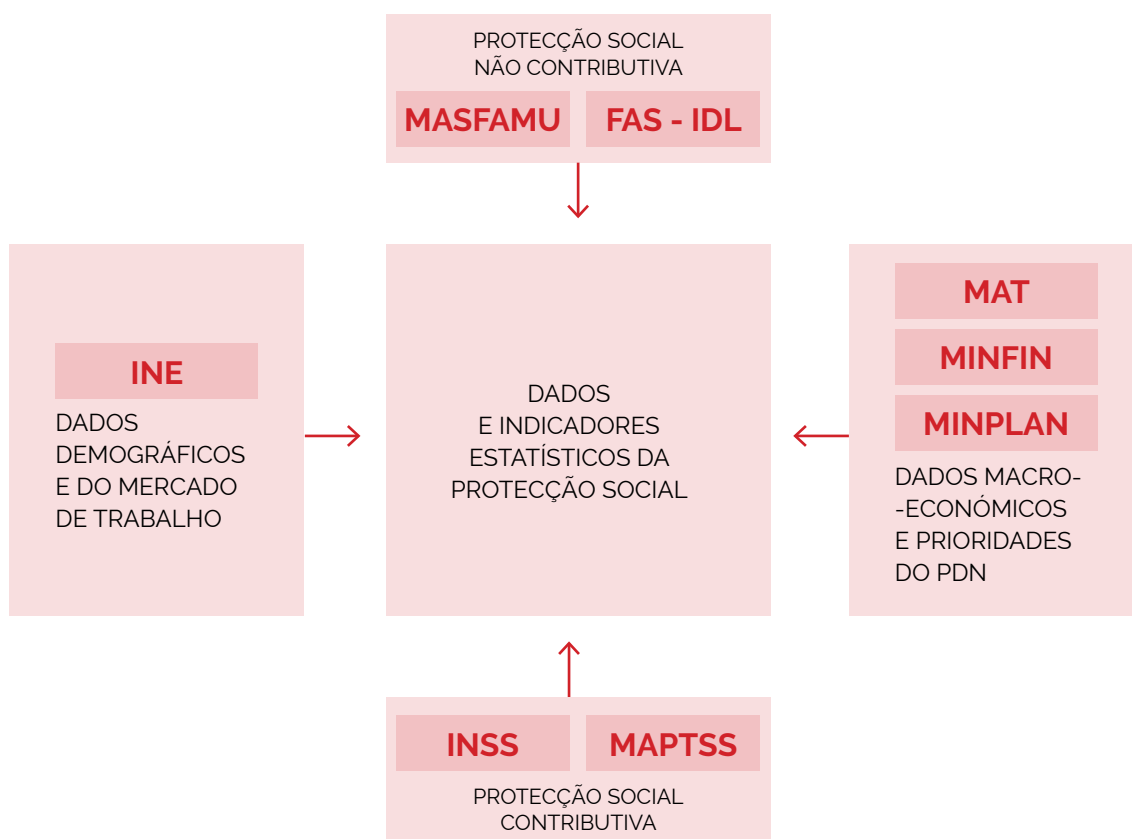 PROTECÇÃO SOCIAL
NÃO CONTRIBUTIVA
MASFAMU
FAS - IDL
INE
DADOS
DEMOGRÁFICOS
E DO MERCADO
DE TRABALHO
DADOS
E INDICADORES
ESTATÍSTICOS DA
PROTECÇÃO SOCIAL
MAT
MINFIN
MINPLAN
DADOS MACRO-
-ECONÓMICOS
E PRIORIDADES
DO PDN
INSS
MAPTSS
PROTECÇÃO SOCIAL
CONTRIBUTIVA